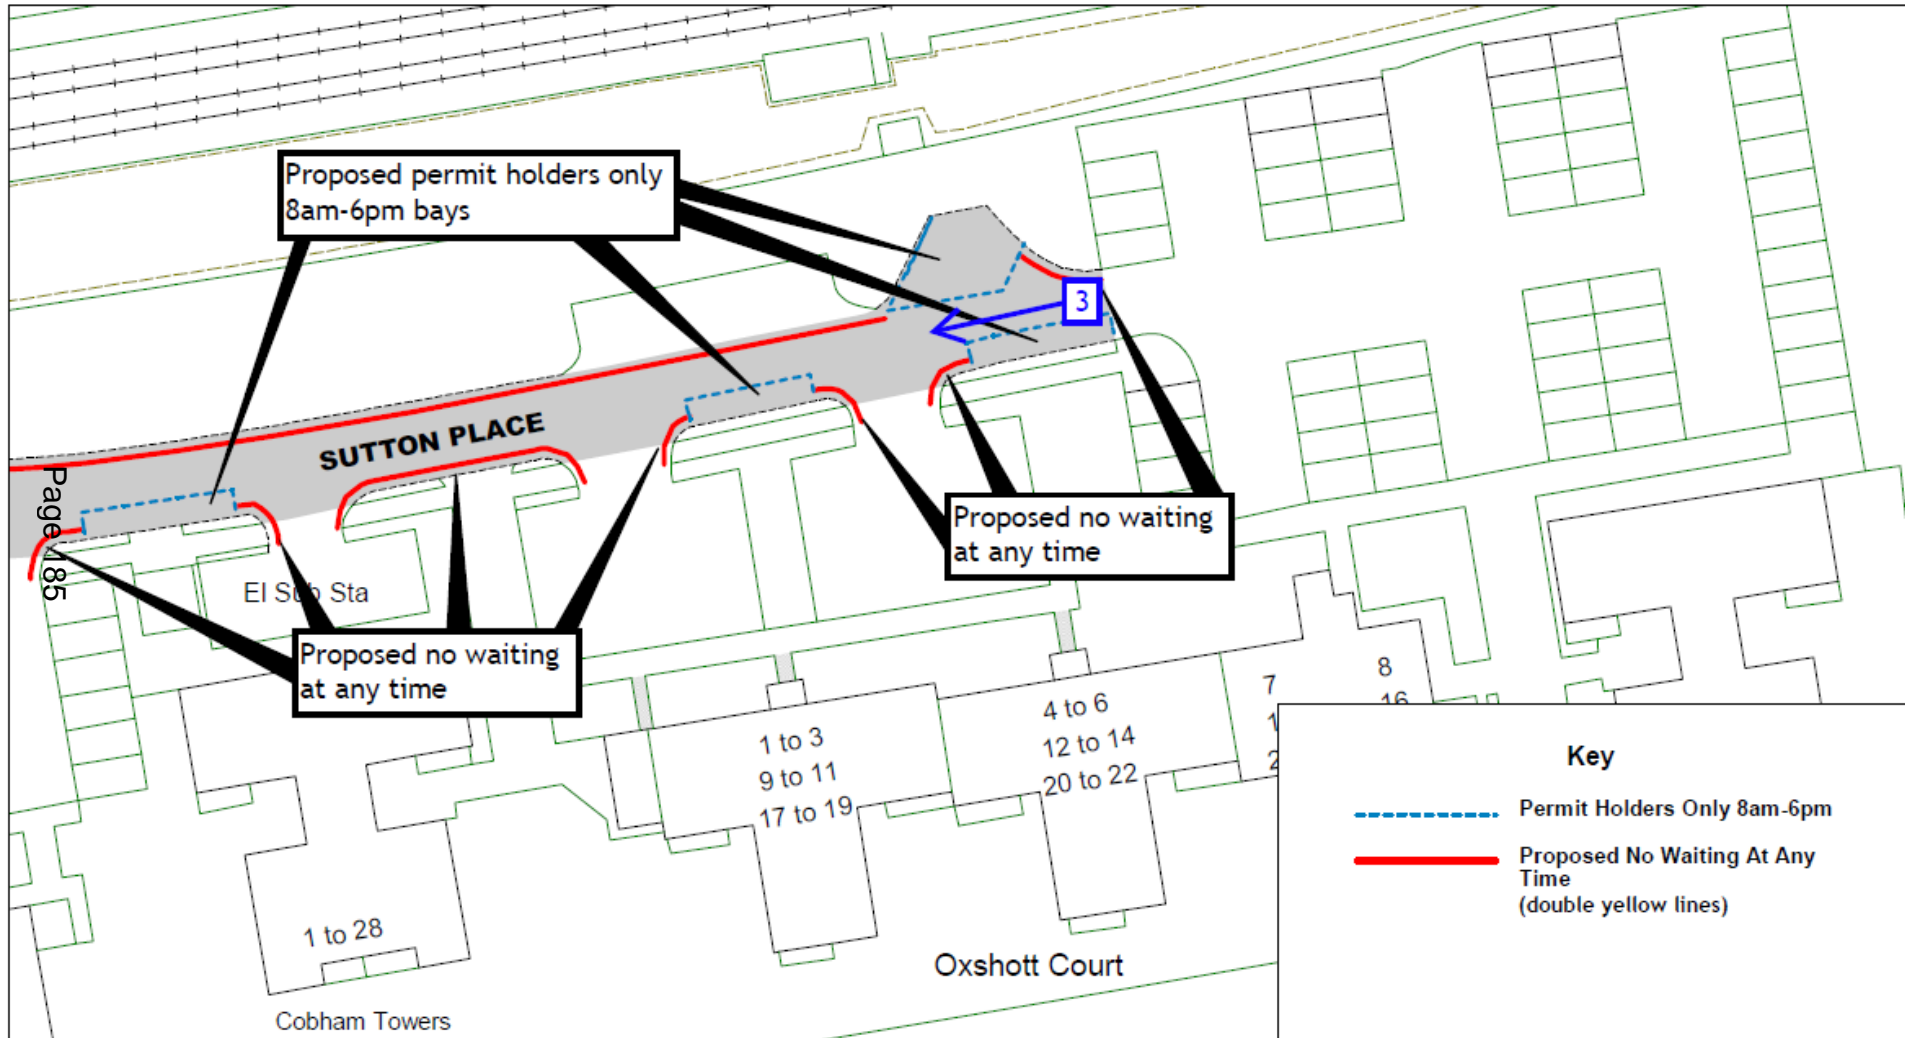 Proposed permit holders only
8am-6pm bays
3
SUTTON PLACE
Page 185
Proposed no waiting
at any time
El Sub Sta
Proposed no waiting
at any time
1 to 3
9 to 11
17 to 19
4 to 6
12 to 14
20 to 22
7
8
16
1 to 28
Cobham Towers
Oxshott Court
Key
Permit Holders Only 8am-6pm
Proposed No Waiting At Any
Time
(double yellow lines)